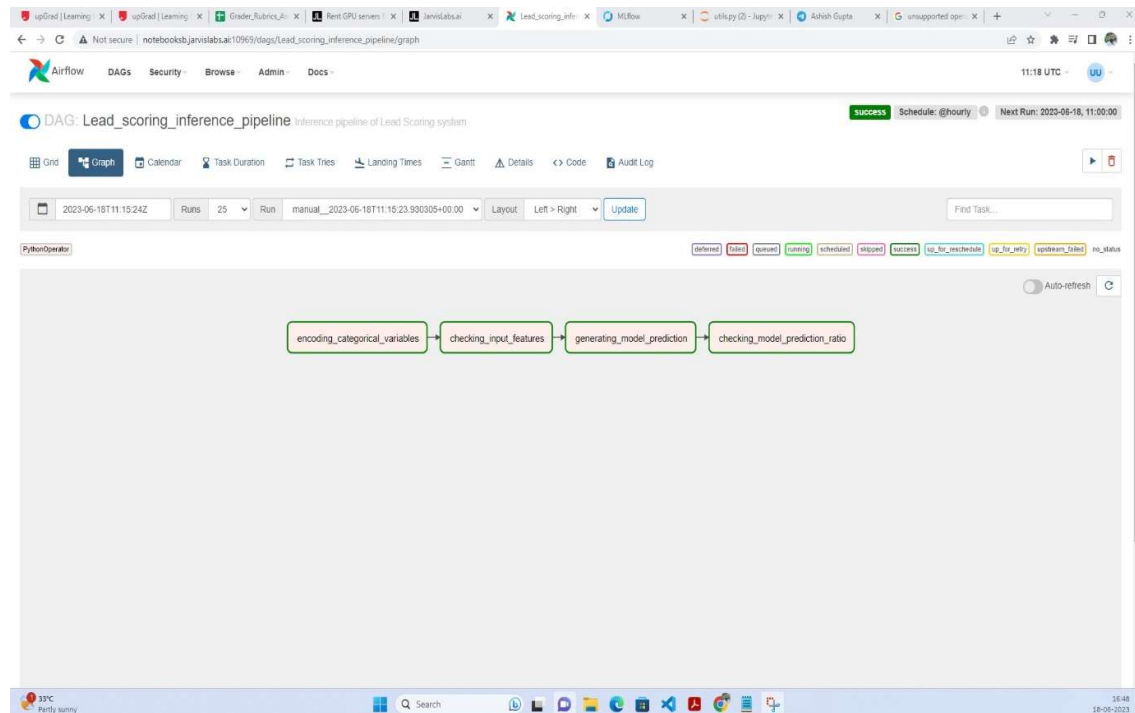 upGrad | Learning upGrad | Learning Grader_Rubrics_As Rent GPU servers JarvisLabs.ai Lead_scoring_infer MLflow utils.py (2) - Jupyte Ashish Gupta unsupported oper
Not secure | notebooksb.jarvislabs.ai:10969/dags/Lead_scoring_inference_pipeline/graph
Airflow DAGs Security Browse Admin Docs 11:18 UTC UU
DAG: Lead_scoring_inference_pipeline Inference pipeline of Lead Scoring system success Schedule: @hourly Next Run: 2023-06-18, 11:00:00
Grid Graph Calendar Task Duration Task Tries Landing Times Gantt Details <> Code Audit Log
2023-06-18T11:15:24Z Runs 25 Run manual__2023-06-18T11:15:23.930305+00:00 Layout Left > Right Update Find Task...
PythonOperator deferred failed queued running scheduled skipped success up_for_reschedule up_for_retry upstream_failed no_status
Auto-refresh
encoding_categorical_variables checking_input_features generating_model_prediction checking_model_prediction_ratio
33°C Search 16:48
Partly sunny 18-06-2023